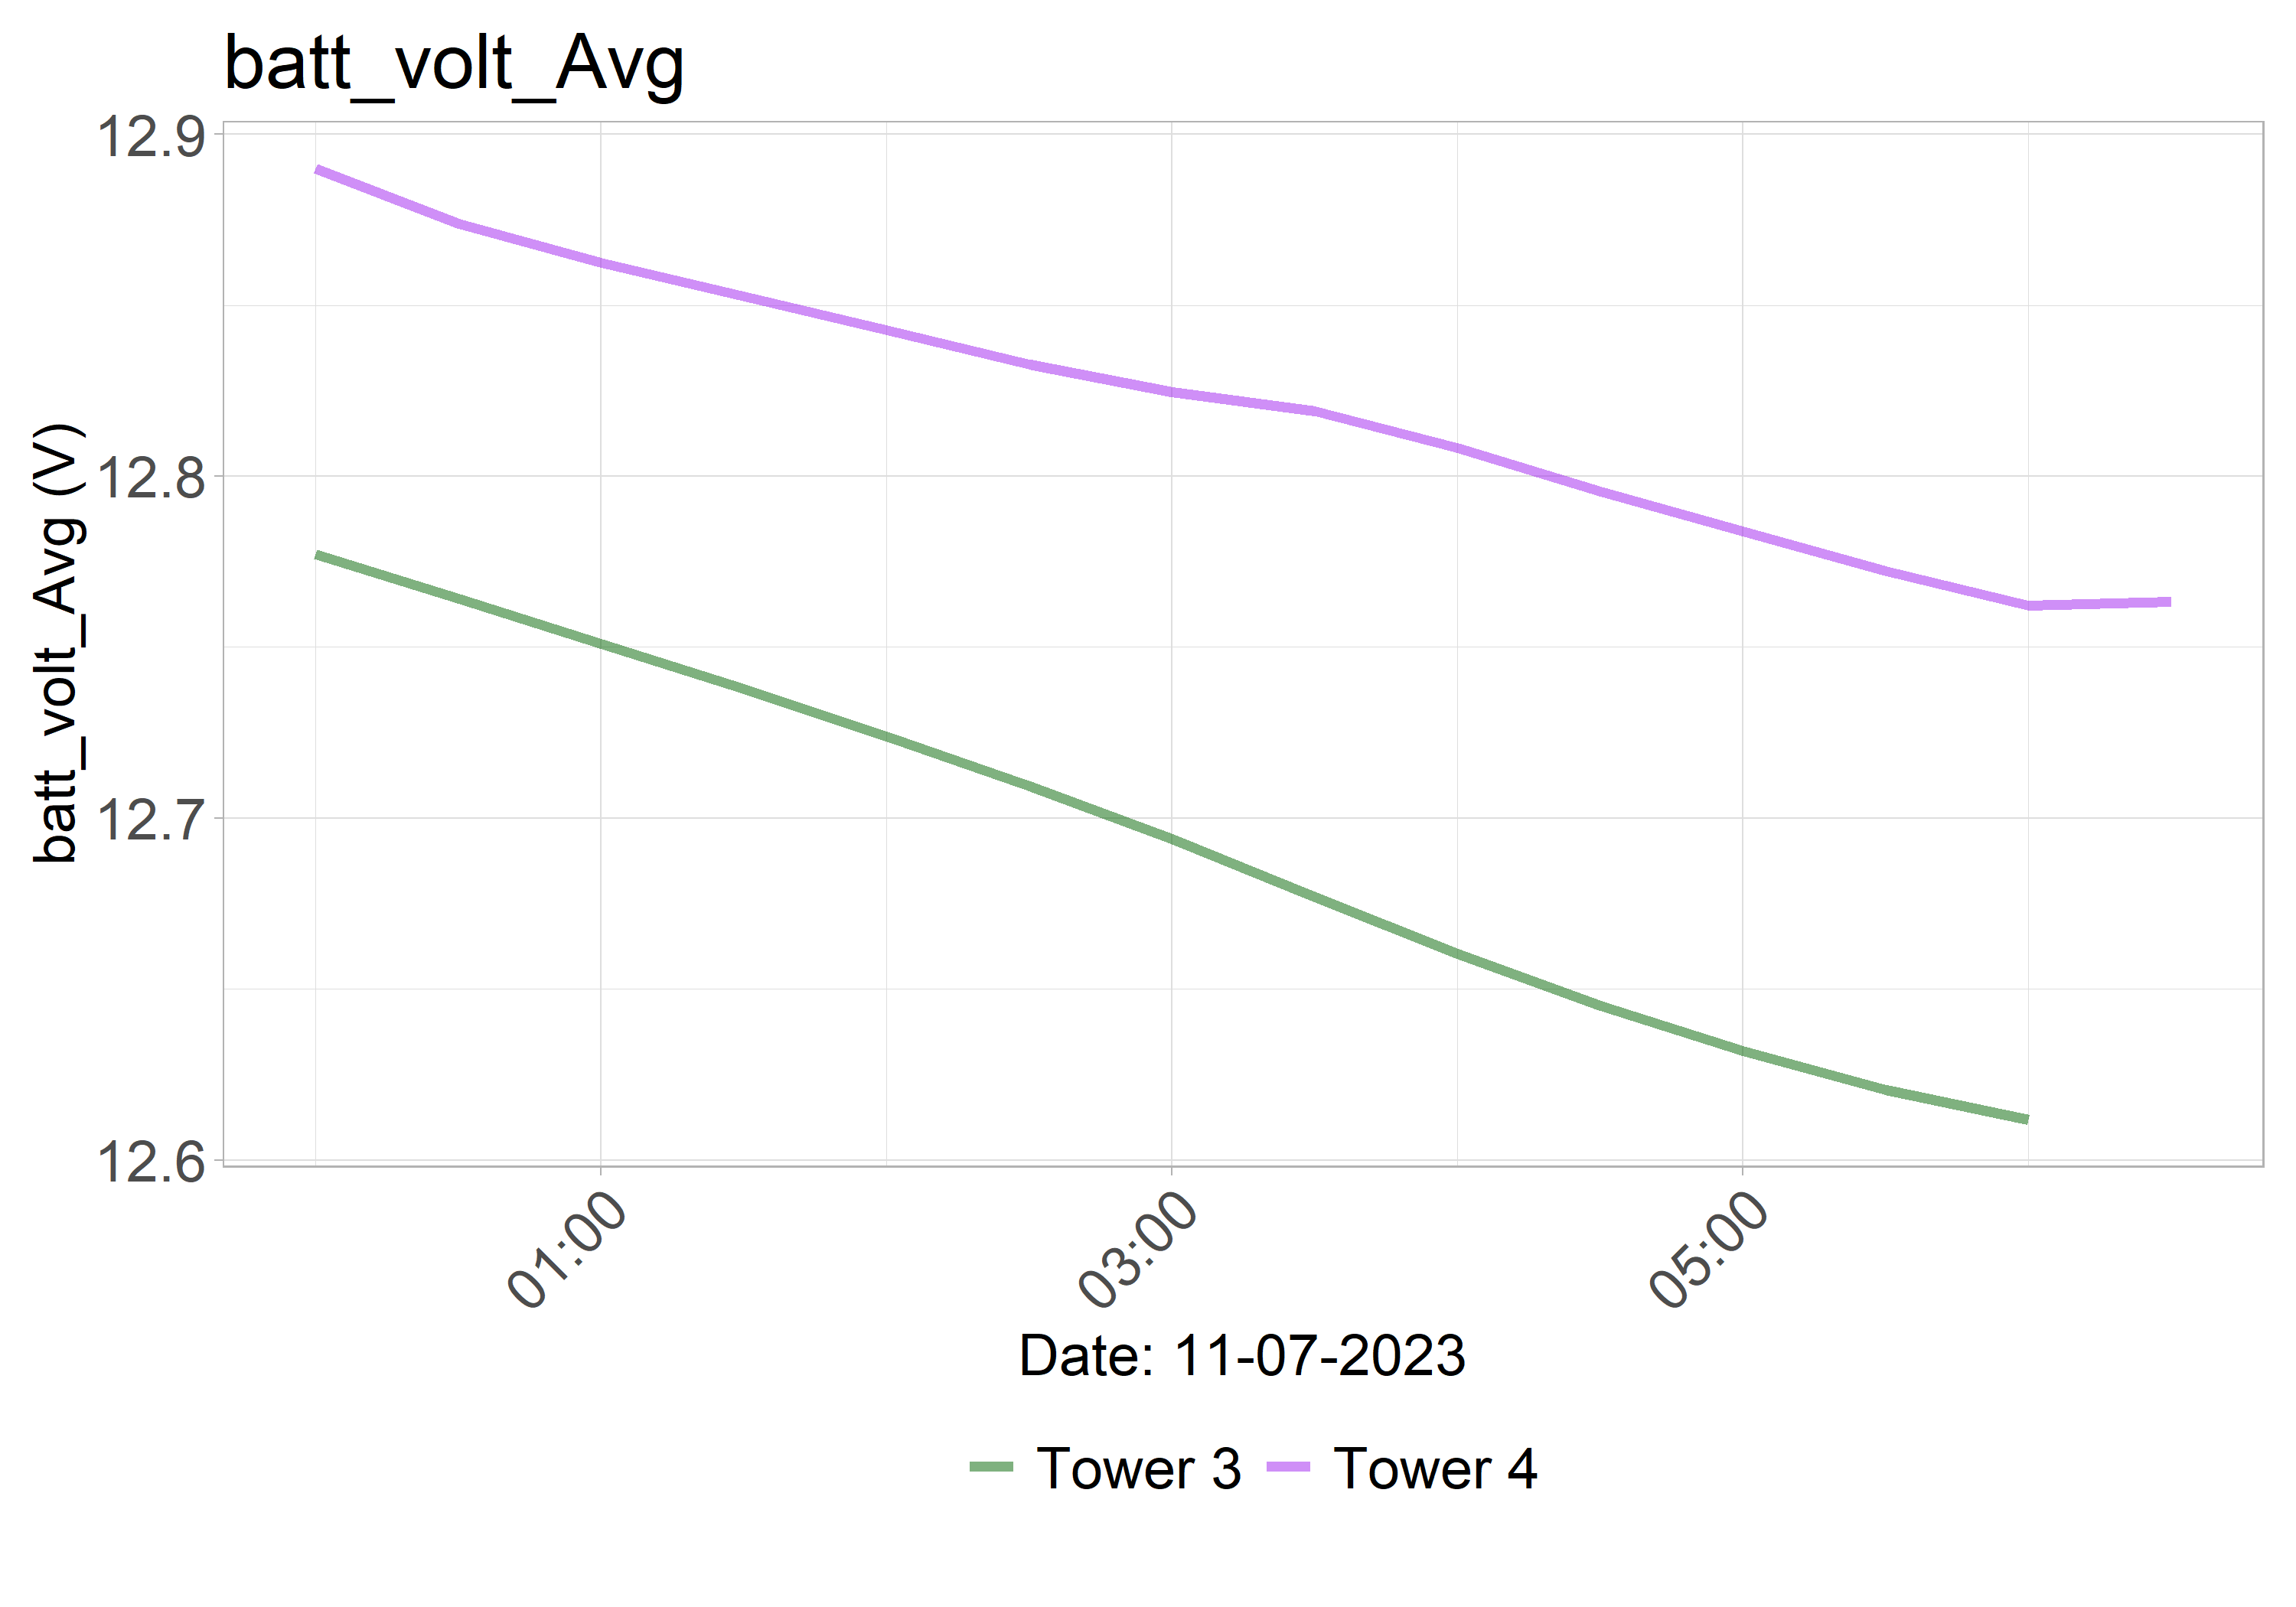 batt_volt_Avg
batt_volt_Avg (V)
12.9
12.8
12.7
12.6
01:00
03:00
05:00
Date: 11-07-2023
Tower 3
Tower 4